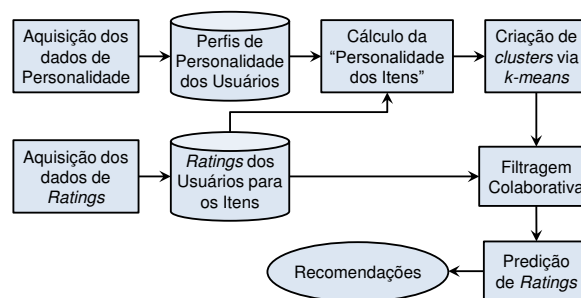 Aquisição dos
dados de
Personalidade
Perfis de
Personalidade
dos Usuários
Cálculo da
“Personalidade
dos Itens”
Criação de
clusters via
k-means
Aquisição dos
dados de
Ratings
Ratings dos
Usuários para
os Itens
Filtragem
Colaborativa
Recomendações
Predição
de Ratings